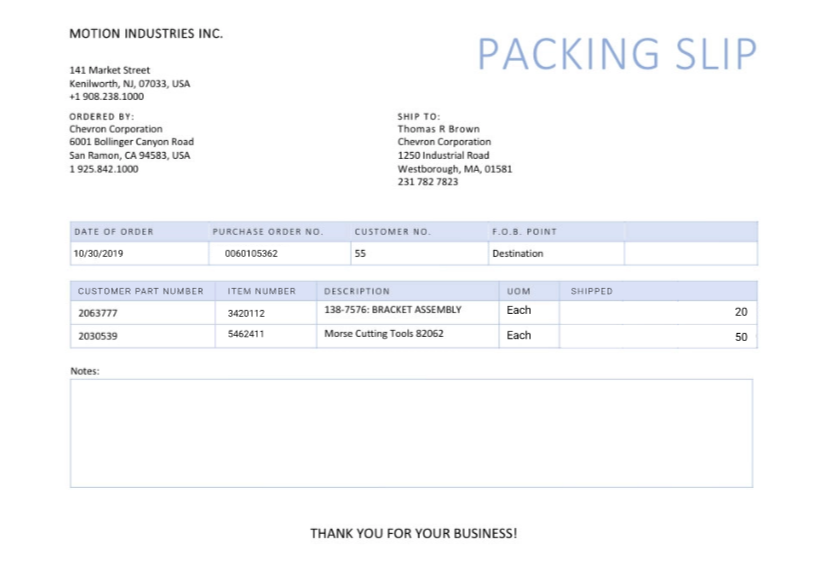 MOTION INDUSTRIES INC.
PACKING SLIP
141 Market Street
Kenilworth, NJ, 07033, USA
+1 908.238.1000
ORDERED BY:
Chevron Corporation
6001 Bollinger Canyon Road
San Ramon, CA 94583, USA
1 925.842.1000
SHIP TO:
Thomas R Brown
Chevron Corporation
1250 Industrial Road
Westborough, MA, 01581
231 782 7823
DATE OF ORDER PURCHASE ORDER NO. CUSTOMER NO. F.O.B. POINT
10/30/2019 0060105362 55 Destination
CUSTOMER PART NUMBER ITEM NUMBER DESCRIPTION UOM SHIPPED
2063777 3420112 138-7576: BRACKET ASSEMBLY Each 20
2030539 5462411 Morse Cutting Tools 82062 Each 50
Notes:
THANK YOU FOR YOUR BUSINESS!